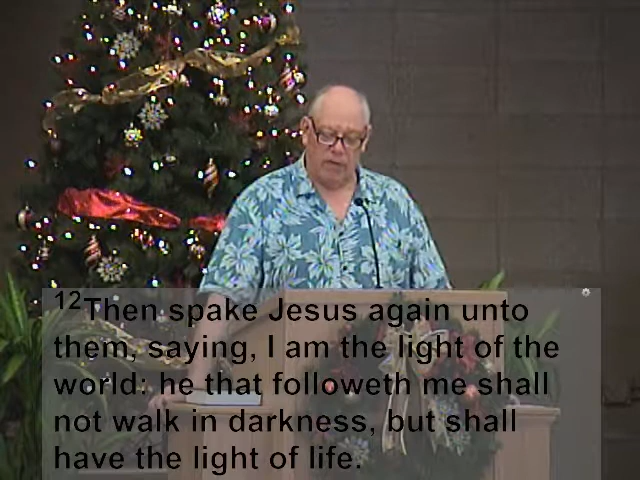 12Then spake Jesus again unto
them, saying, I am the light of the
world: he that followeth me shall
not walk in darkness, but shall
have the light of life.